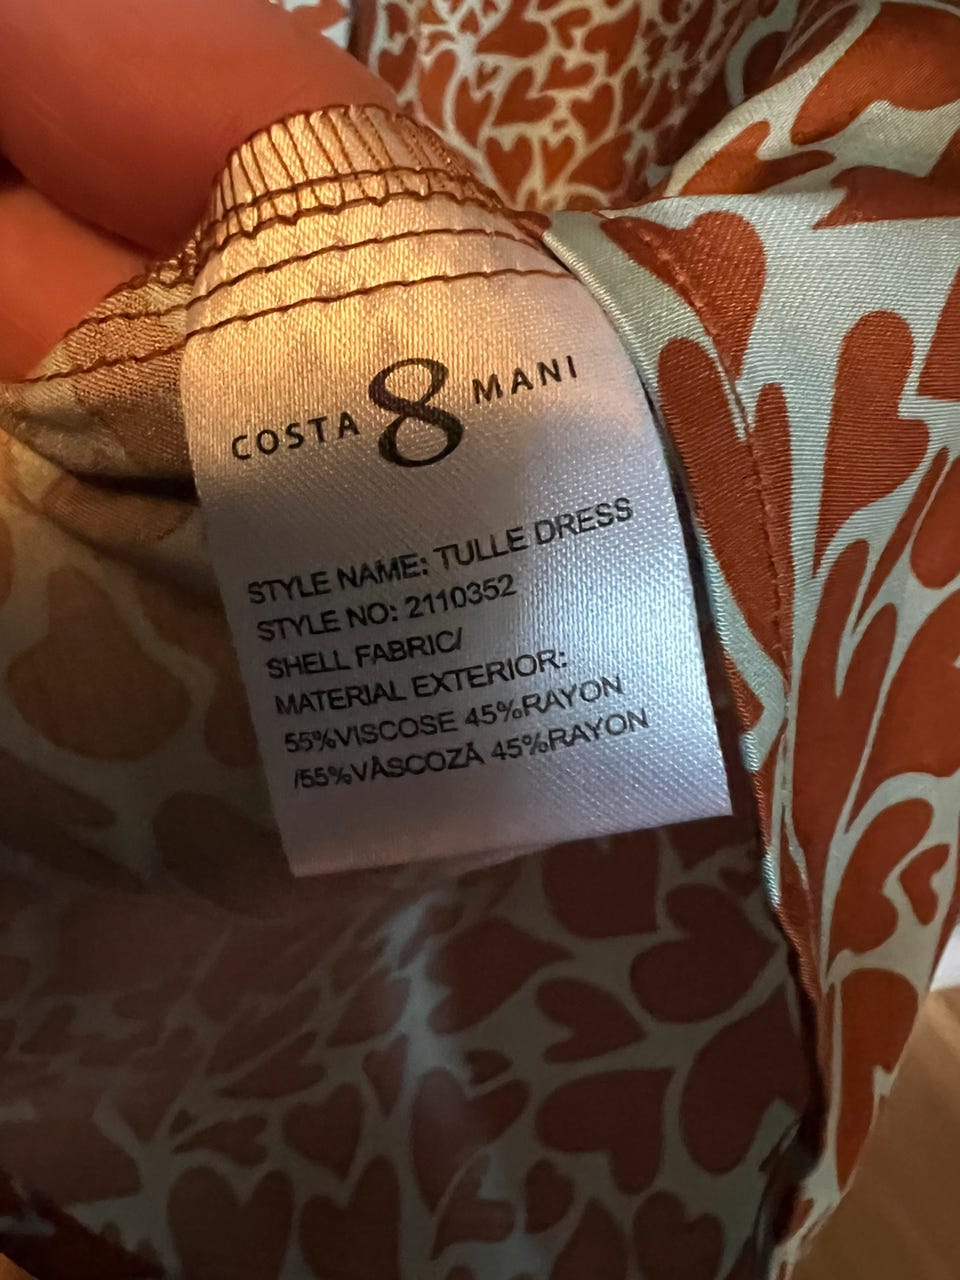 COSTA 8 MANI
STYLE NAME: TULLE DRESS
STYLE NO: 2110352
SHELL FABRIC/
MATERIAL EXTERIOR:
55%VISCOSE 45%RAYON
/55%VÀSCOZĂ 45%RAYON